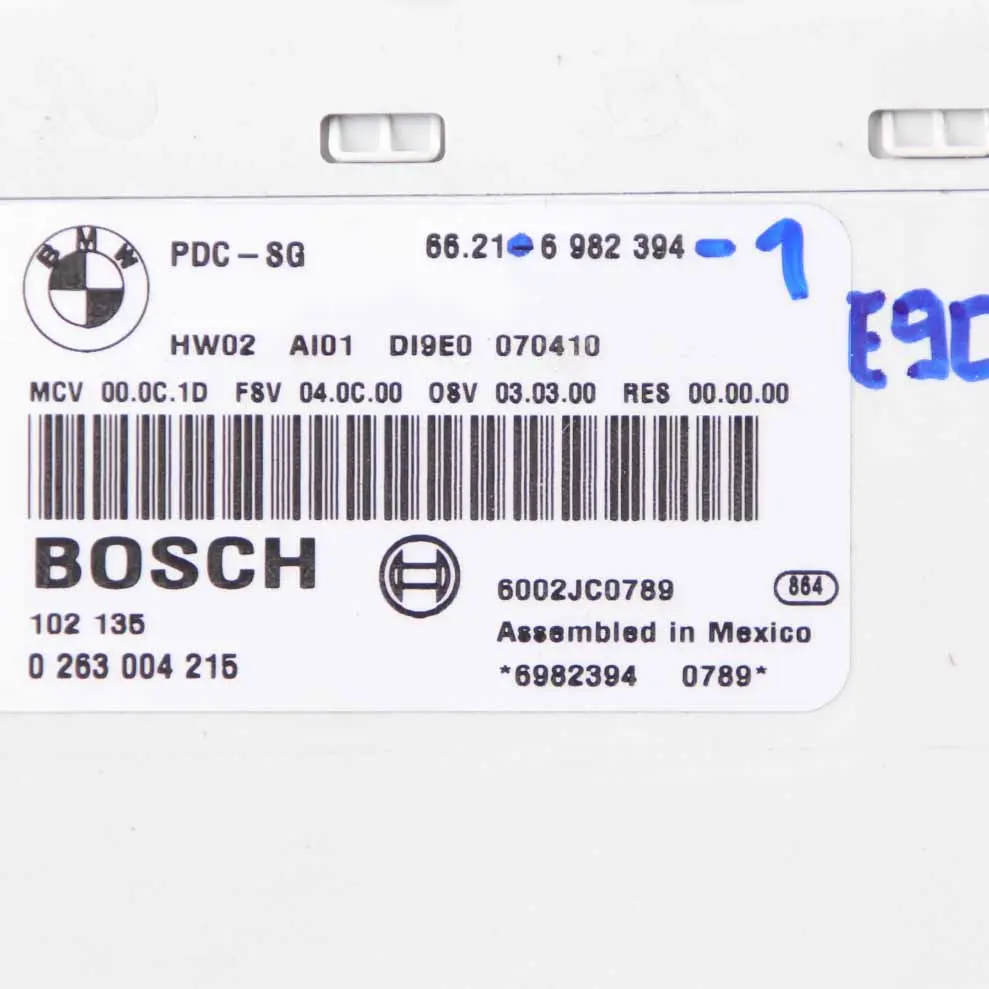 BMW
PDC-SG 66.21-6 982 394 - 1
HW02 AI01 DI9E0 070410
E90
MCV 00.0C.1D FSV 04.0C.00 OSV 03.03.00 RES 00.00.00
BOSCH
6002JC0789 864
102 135
Assembled in Mexico
0 263 004 215
*6982394 0789*